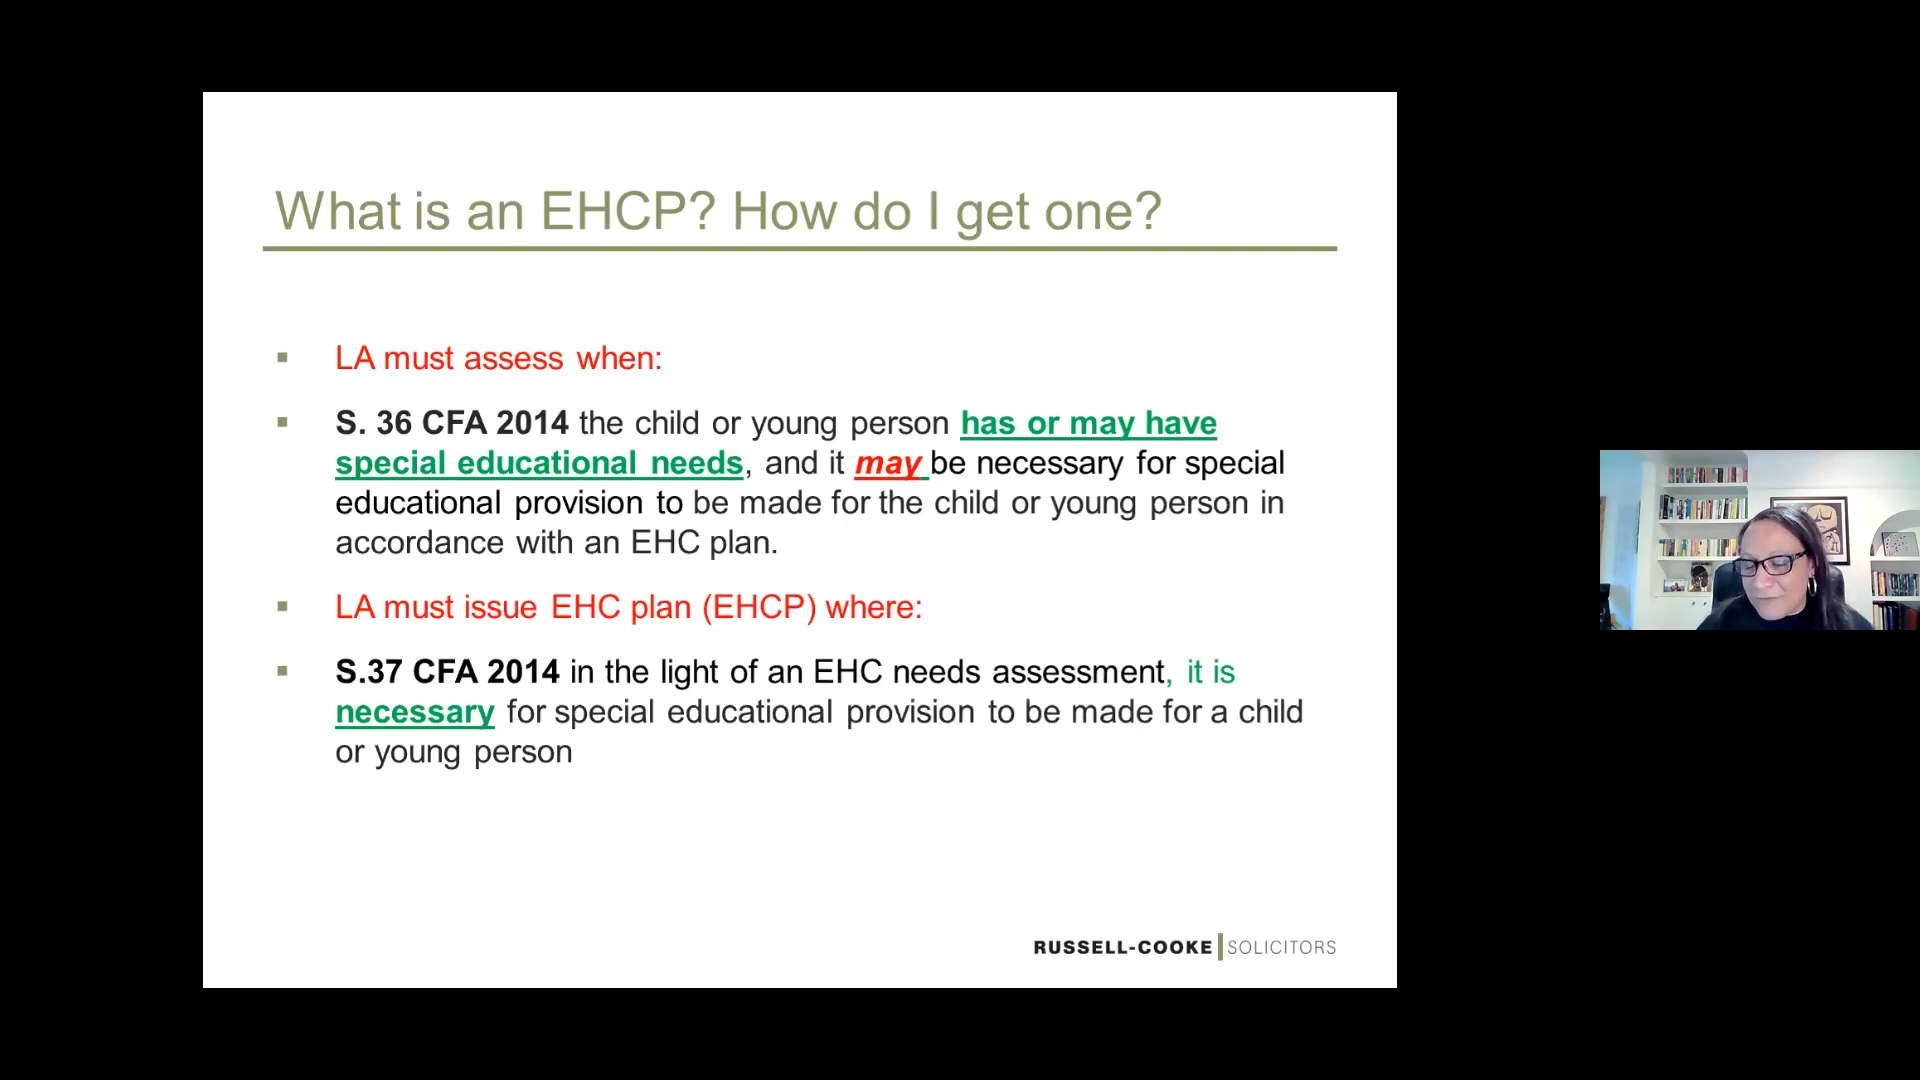 What is an EHCP? How do I get one?
▪ LA must assess when:
▪ S. 36 CFA 2014 the child or young person has or may have
special educational needs, and it may be necessary for special
educational provision to be made for the child or young person in
accordance with an EHC plan.
▪ LA must issue EHC plan (EHCP) where:
▪ S.37 CFA 2014 in the light of an EHC needs assessment, it is
necessary for special educational provision to be made for a child
or young person
RUSSELL-COOKE | SOLICITORS